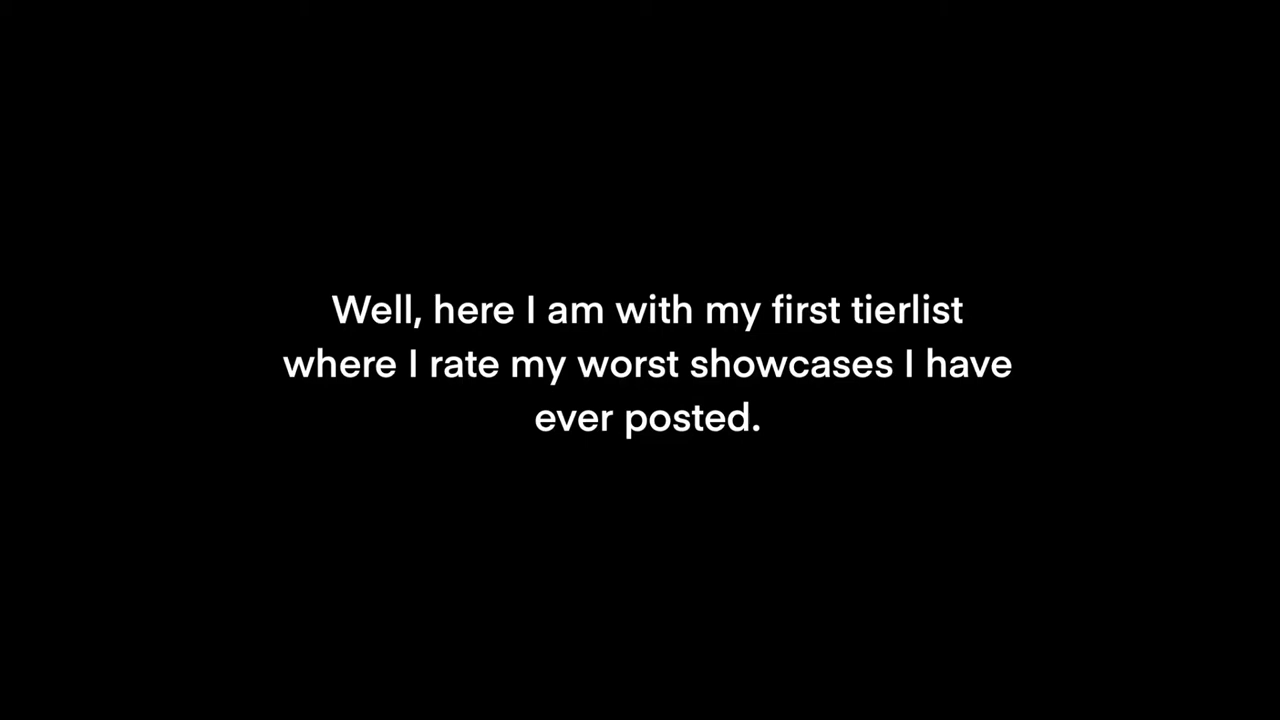 Well, here I am with my first tierlist
where I rate my worst showcases I have
ever posted.